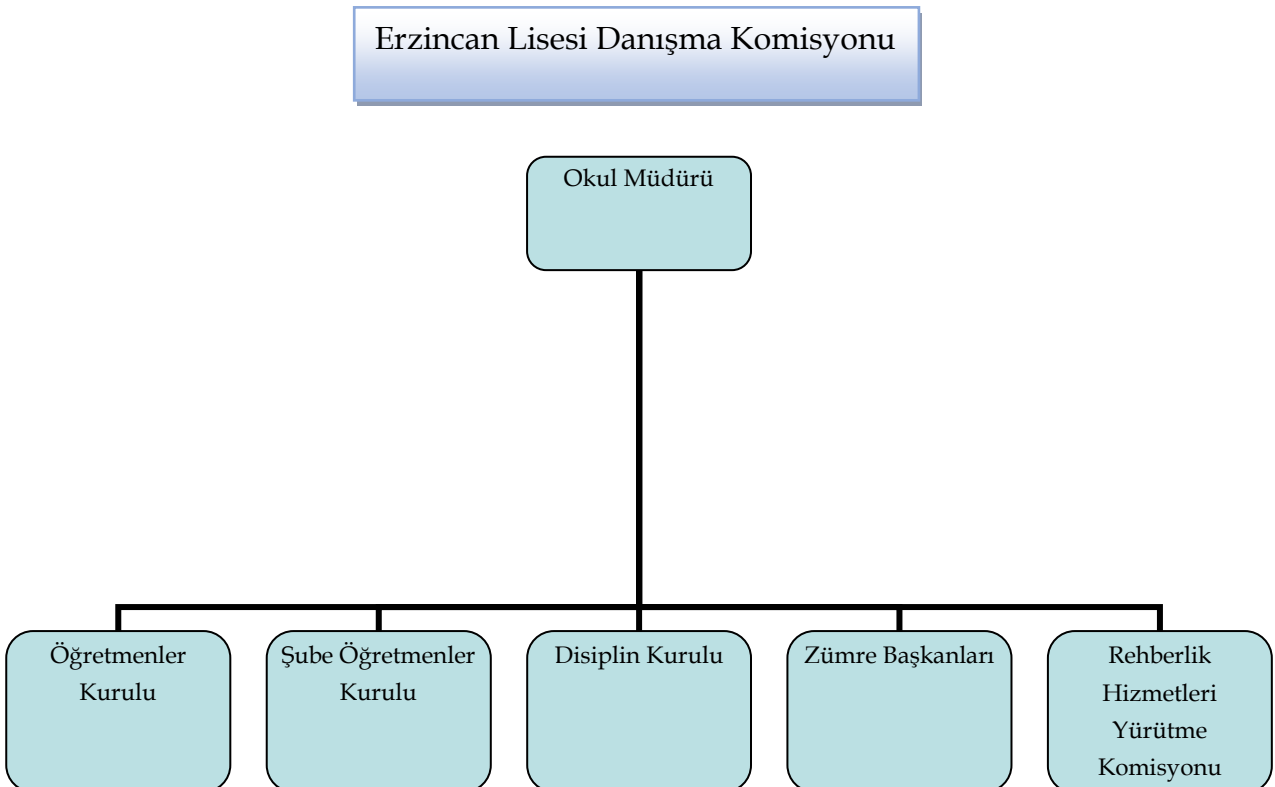 Erzincan Lisesi Danışma Komisyonu
Okul Müdürü
Öğretmenler
Kurulu
Şube Öğretmenler
Kurulu
Disiplin Kurulu
Zümre Başkanları
Rehberlik
Hizmetleri
Yürütme
Komisyonu